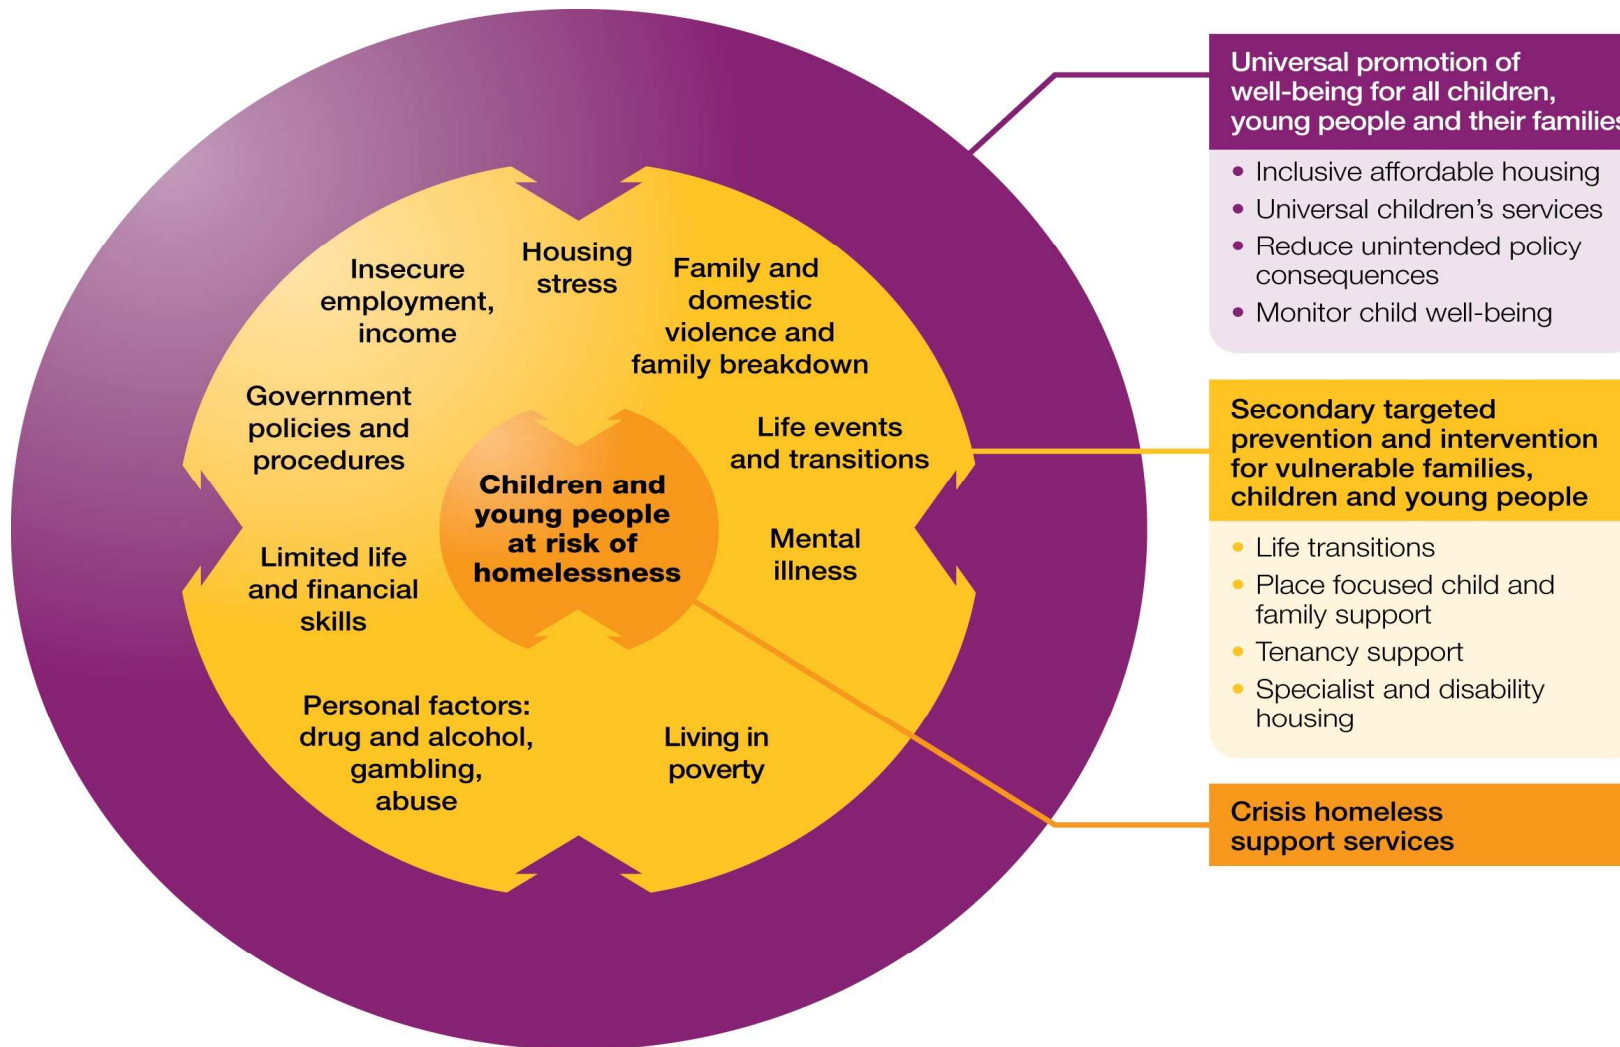 Housing
stress
Insecure
employment,
income
Family and
domestic
violence and
family breakdown
Government
policies and
procedures
Life events
and transitions
Children and
young people
at risk of
homelessness
Mental
illness
Limited life
and financial
skills
Personal factors:
drug and alcohol,
gambling,
abuse
Living in
poverty
Universal promotion of
well-being for all children,
young people and their families
• Inclusive affordable housing
• Universal children’s services
• Reduce unintended policy
consequences
• Monitor child well-being
Secondary targeted
prevention and intervention
for vulnerable families,
children and young people
• Life transitions
• Place focused child and
family support
• Tenancy support
• Specialist and disability
housing
Crisis homeless
support services